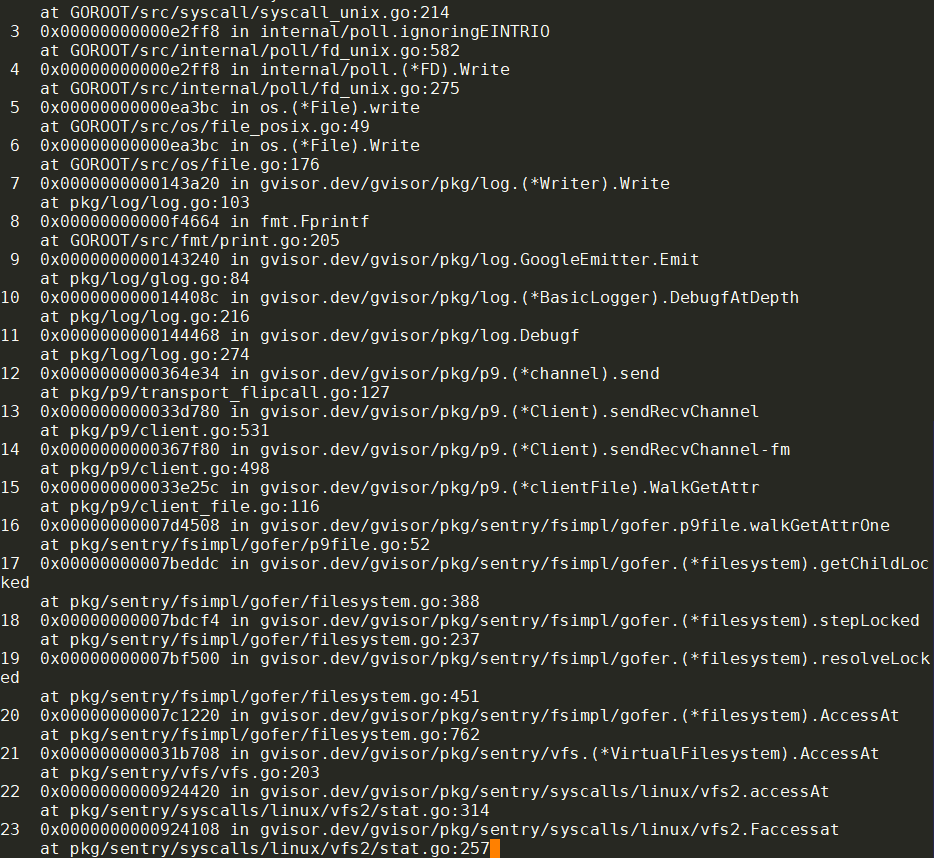 at GOROOT/src/syscall/syscall_unix.go:214
3 0x00000000000e2ff8 in internal/poll.ignoringEINTRIO
at GOROOT/src/internal/poll/fd_unix.go:582
4 0x00000000000e2ff8 in internal/poll.(*FD).Write
at GOROOT/src/internal/poll/fd_unix.go:275
5 0x00000000000ea3bc in os.(*File).write
at GOROOT/src/os/file_posix.go:49
6 0x00000000000ea3bc in os.(*File).Write
at GOROOT/src/os/file.go:176
7 0x0000000000143a20 in gvisor.dev/gvisor/pkg/log.(*Writer).Write
at pkg/log/log.go:103
8 0x00000000000f4664 in fmt.Fprintf
at GOROOT/src/fmt/print.go:205
9 0x0000000000143240 in gvisor.dev/gvisor/pkg/log.GoogleEmitter.Emit
at pkg/log/glog.go:84
10 0x000000000014408c in gvisor.dev/gvisor/pkg/log.(*BasicLogger).DebugfAtDepth
at pkg/log/log.go:216
11 0x0000000000144468 in gvisor.dev/gvisor/pkg/log.Debugf
at pkg/log/log.go:274
12 0x0000000000364e34 in gvisor.dev/gvisor/pkg/p9.(*channel).send
at pkg/p9/transport_flipcall.go:127
13 0x000000000033d780 in gvisor.dev/gvisor/pkg/p9.(*Client).sendRecvChannel
at pkg/p9/client.go:531
14 0x0000000000367f80 in gvisor.dev/gvisor/pkg/p9.(*Client).sendRecvChannel-fm
at pkg/p9/client.go:498
15 0x000000000033e25c in gvisor.dev/gvisor/pkg/p9.(*clientFile).WalkGetAttr
at pkg/p9/client_file.go:116
16 0x00000000007d4508 in gvisor.dev/gvisor/pkg/sentry/fsimpl/gofer.p9file.walkGetAttrOne
at pkg/sentry/fsimpl/gofer/p9file.go:52
17 0x00000000007beddc in gvisor.dev/gvisor/pkg/sentry/fsimpl/gofer.(*filesystem).getChildLoc
ked
at pkg/sentry/fsimpl/gofer/filesystem.go:388
18 0x00000000007bdcf4 in gvisor.dev/gvisor/pkg/sentry/fsimpl/gofer.(*filesystem).stepLocked
at pkg/sentry/fsimpl/gofer/filesystem.go:237
19 0x00000000007bf500 in gvisor.dev/gvisor/pkg/sentry/fsimpl/gofer.(*filesystem).resolveLock
ed
at pkg/sentry/fsimpl/gofer/filesystem.go:451
20 0x00000000007c1220 in gvisor.dev/gvisor/pkg/sentry/fsimpl/gofer.(*filesystem).AccessAt
at pkg/sentry/fsimpl/gofer/filesystem.go:762
21 0x000000000031b708 in gvisor.dev/gvisor/pkg/sentry/vfs.(*VirtualFilesystem).AccessAt
at pkg/sentry/vfs/vfs.go:203
22 0x0000000000924420 in gvisor.dev/gvisor/pkg/sentry/syscalls/linux/vfs2.accessAt
at pkg/sentry/syscalls/linux/vfs2/stat.go:314
23 0x0000000000924108 in gvisor.dev/gvisor/pkg/sentry/syscalls/linux/vfs2.Faccessat
at pkg/sentry/syscalls/linux/vfs2/stat.go:257